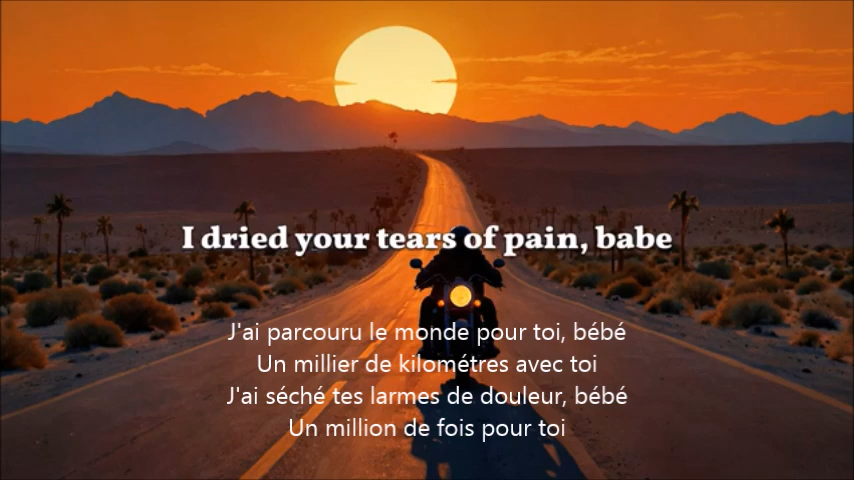 I dried your tears of pain, babe
J'ai parcouru le monde pour toi, bébé
Un millier de kilométres avec toi
J'ai séché tes larmes de douleur, bébé
Un million de fois pour toi